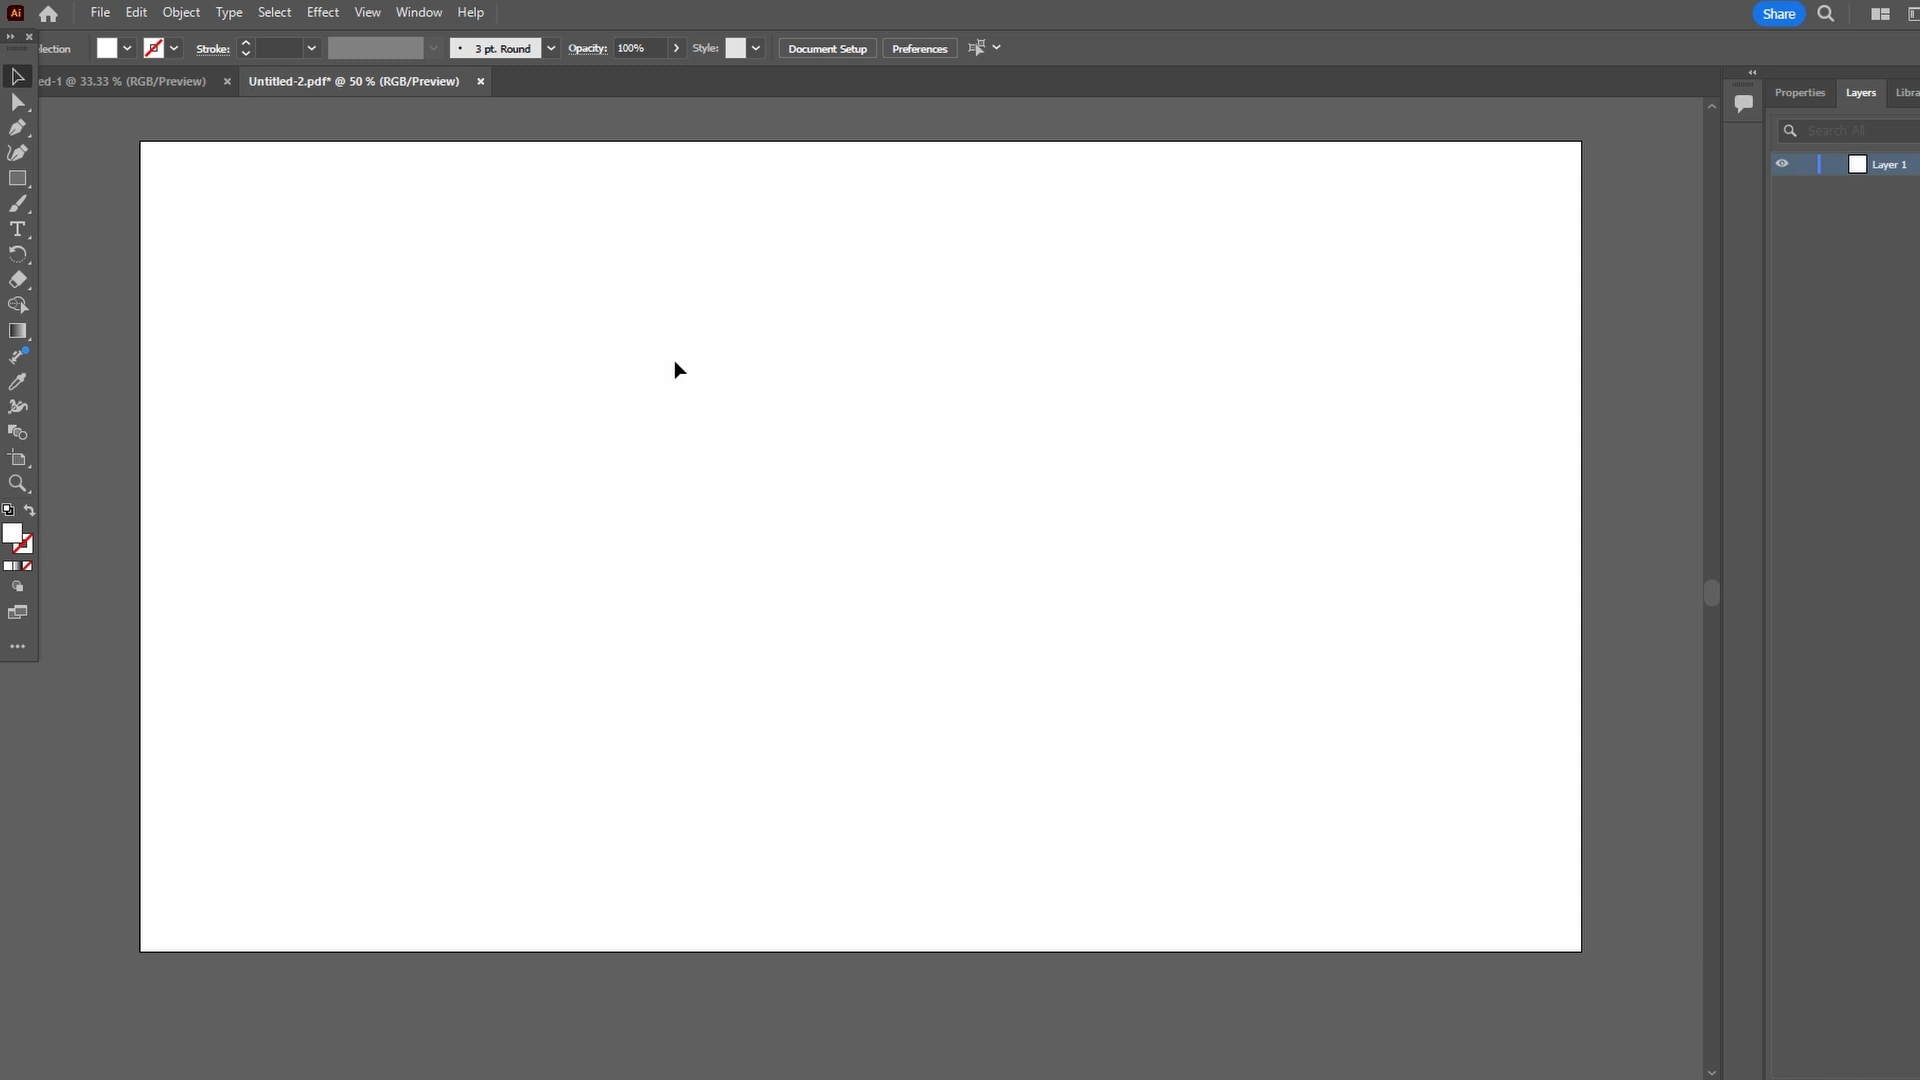 Ai File Edit Object Type Select Effect View Window Help Share
lection Stroke: 3 pt. Round Opacity: 100% Style: Document Setup Preferences
ed-1 @ 33.33 % (RGB/Preview) × Untitled-2.pdf* @ 50 % (RGB/Preview) ×
Properties Layers Libra
Search All
Layer 1